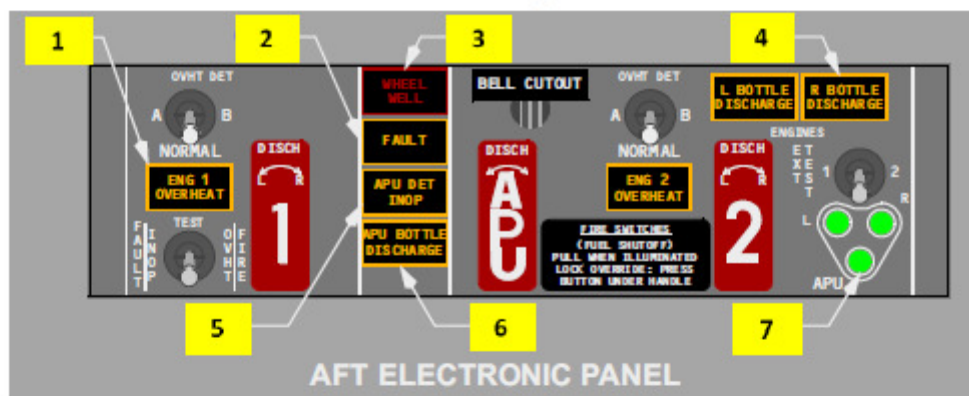 1
2
3
4
OVHT DET
A
B
NORMAL
ENG 1
OVERHEAT
TEST
FAULT
INOP
OVHT
FIRE
DISCH
L
R
1
WHEEL
WELL
FAULT
APU DET
INOP
APU BOTTLE
DISCHARGE
BELL CUTOUT
DISCH
APU
OVHT DET
A
B
NORMAL
ENG 2
OVERHEAT
FIRE SWITCHES
(FUEL SHUTOFF)
PULL WHEN ILLUMINATED
LOCK OVERRIDE: PRESS
BUTTON UNDER HANDLE
L BOTTLE
DISCHARGE
R BOTTLE
DISCHARGE
DISCH
L
R
2
ENGINES
EXT
TEST
1
2
L
R
APU
5
6
7
AFT ELECTRONIC PANEL